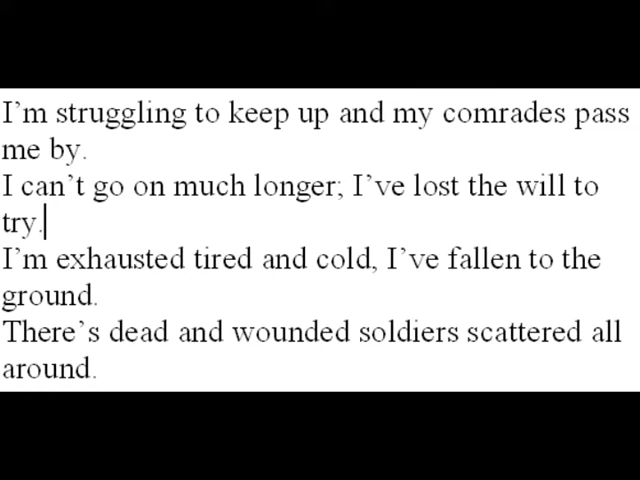 I’m struggling to keep up and my comrades pass
me by.
I can’t go on much longer; I’ve lost the will to
try.
I’m exhausted tired and cold, I’ve fallen to the
ground.
There’s dead and wounded soldiers scattered all
around.